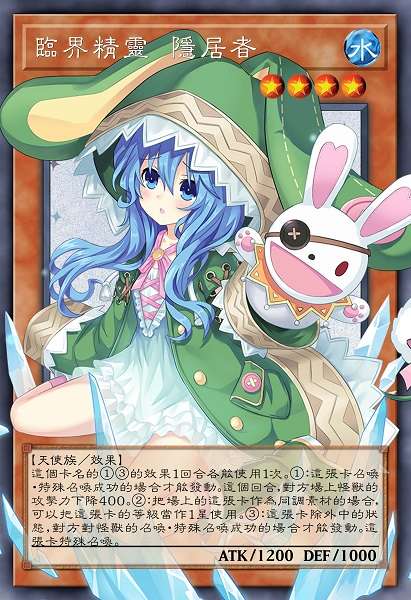 臨界精靈 隱居者
水
【天使族／效果】
這個卡名的①③的效果1回合各能使用1次。①:這張卡召喚
・特殊召喚成功的場合才能發動。這個回合,對方場上怪獸的
攻擊力下降400。②:把場上的這張卡作為同調素材的場合,
可以把這張卡的等級當作1星使用。③:這張卡除外中的狀
態,對方對怪獸的召喚・特殊召喚成功的場合才能發動。這
張卡特殊召喚。
ATK/1200 DEF/1000